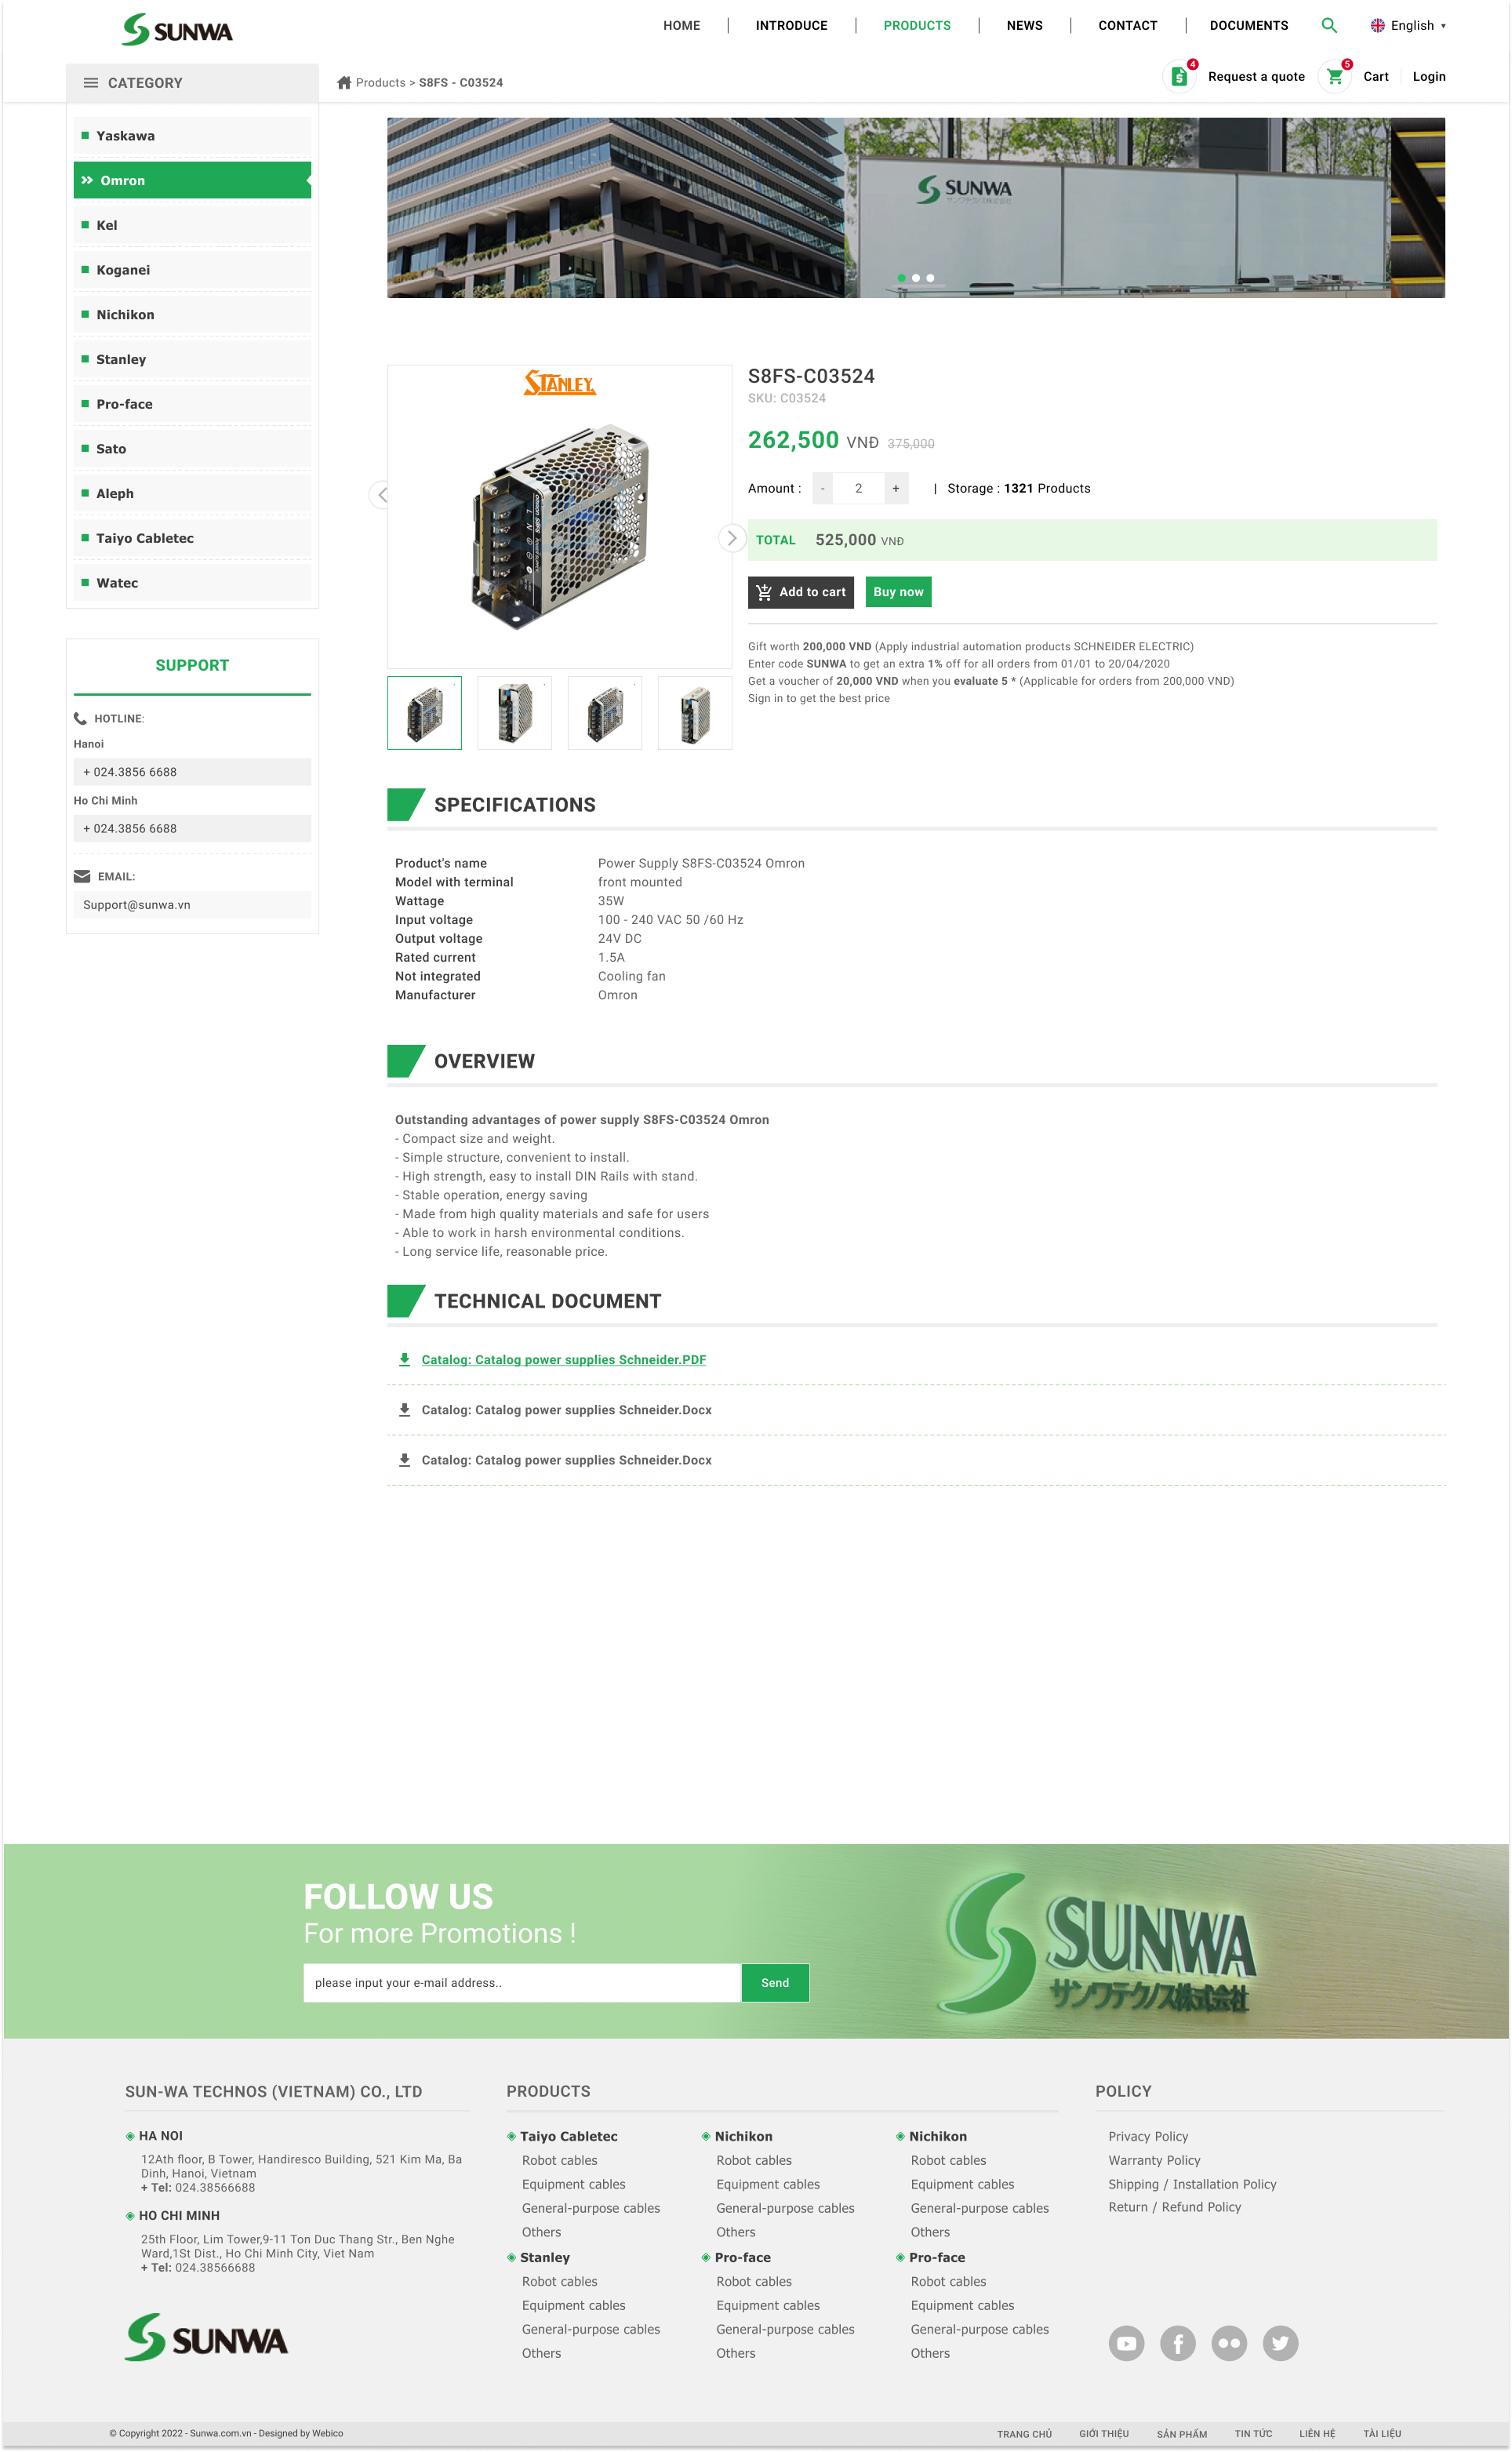 SUNWA
HOME
INTRODUCE
PRODUCTS
NEWS
CONTACT
DOCUMENTS
English
CATEGORY
Products > S8FS - C03524
4
Request a quote
5
Cart
Login
Yaskawa
Omron
Kel
Koganei
Nichikon
Stanley
Pro-face
Sato
Aleph
Taiyo Cabletec
Watec
SUNWA
サンワテクノス株式会社
STANLEY
S8FS-C03524
SKU: C03524
262,500 VNĐ 375,000
Amount : - 2 + | Storage : 1321 Products
TOTAL 525,000 VNĐ
Add to cart
Buy now
Gift worth 200,000 VND (Apply industrial automation products SCHNEIDER ELECTRIC)
Enter code SUNWA to get an extra 1% off for all orders from 01/01 to 20/04/2020
Get a voucher of 20,000 VND when you evaluate 5 * (Applicable for orders from 200,000 VND)
Sign in to get the best price
SUPPORT
HOTLINE:
Hanoi
+ 024.3856 6688
Ho Chi Minh
+ 024.3856 6688
EMAIL:
Support@sunwa.vn
SPECIFICATIONS
Product's name Power Supply S8FS-C03524 Omron
Model with terminal front mounted
Wattage 35W
Input voltage 100 - 240 VAC 50 /60 Hz
Output voltage 24V DC
Rated current 1.5A
Not integrated Cooling fan
Manufacturer Omron
OVERVIEW
Outstanding advantages of power supply S8FS-C03524 Omron
- Compact size and weight.
- Simple structure, convenient to install.
- High strength, easy to install DIN Rails with stand.
- Stable operation, energy saving
- Made from high quality materials and safe for users
- Able to work in harsh environmental conditions.
- Long service life, reasonable price.
TECHNICAL DOCUMENT
Catalog: Catalog power supplies Schneider.PDF
Catalog: Catalog power supplies Schneider.Docx
Catalog: Catalog power supplies Schneider.Docx
FOLLOW US
For more Promotions !
please input your e-mail address..
Send
SUNWA
サンワテクノス株式会社
SUN-WA TECHNOS (VIETNAM) CO., LTD
HA NOI
12Ath floor, B Tower, Handiresco Building, 521 Kim Ma, Ba
Dinh, Hanoi, Vietnam
+ Tel: 024.38566688
HO CHI MINH
25th Floor, Lim Tower,9-11 Ton Duc Thang Str., Ben Nghe
Ward,1St Dist., Ho Chi Minh City, Viet Nam
+ Tel: 024.38566688
SUNWA
PRODUCTS
Taiyo Cabletec
Robot cables
Equipment cables
General-purpose cables
Others
Stanley
Robot cables
Equipment cables
General-purpose cables
Others
Nichikon
Robot cables
Equipment cables
General-purpose cables
Others
Pro-face
Robot cables
Equipment cables
General-purpose cables
Others
Nichikon
Robot cables
Equipment cables
General-purpose cables
Others
Pro-face
Robot cables
Equipment cables
General-purpose cables
Others
POLICY
Privacy Policy
Warranty Policy
Shipping / Installation Policy
Return / Refund Policy
© Copyright 2022 - Sunwa.com.vn - Designed by Webico
TRANG CHỦ
GIỚI THIỆU
SẢN PHẨM
TIN TỨC
LIÊN HỆ
TÀI LIỆU